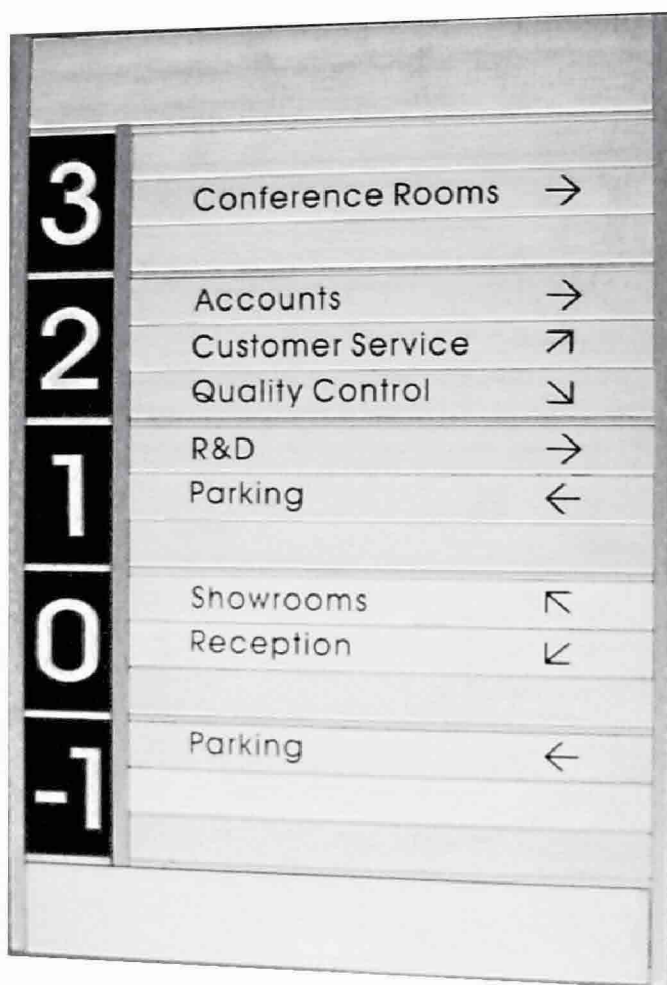 3
Conference Rooms →
2
Accounts →
Customer Service ↗
Quality Control ↘
1
R&D →
Parking ←
0
Showrooms ↖
Reception ↙
-1
Parking ←